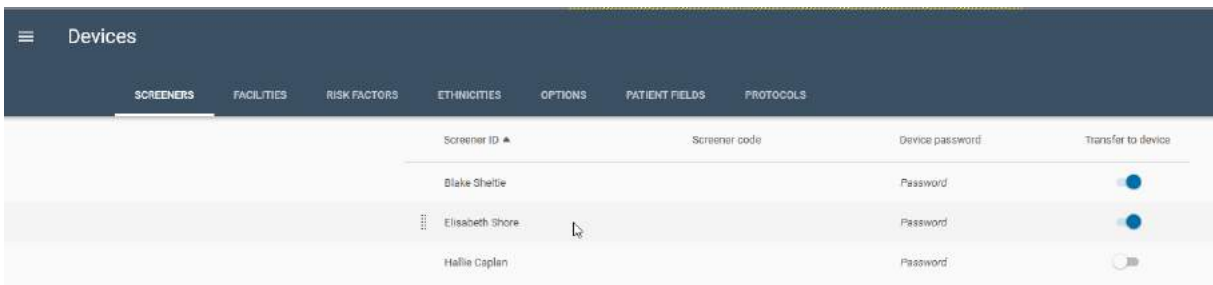 Devices
SCREENERS FACILITIES RISK FACTORS ETHNICITIES OPTIONS PATIENT FIELDS PROTOCOLS
Screener ID Screener code Device password Transfer to device
Blake Sheltie Password
Elisabeth Shore Password
Hallie Caplan Password